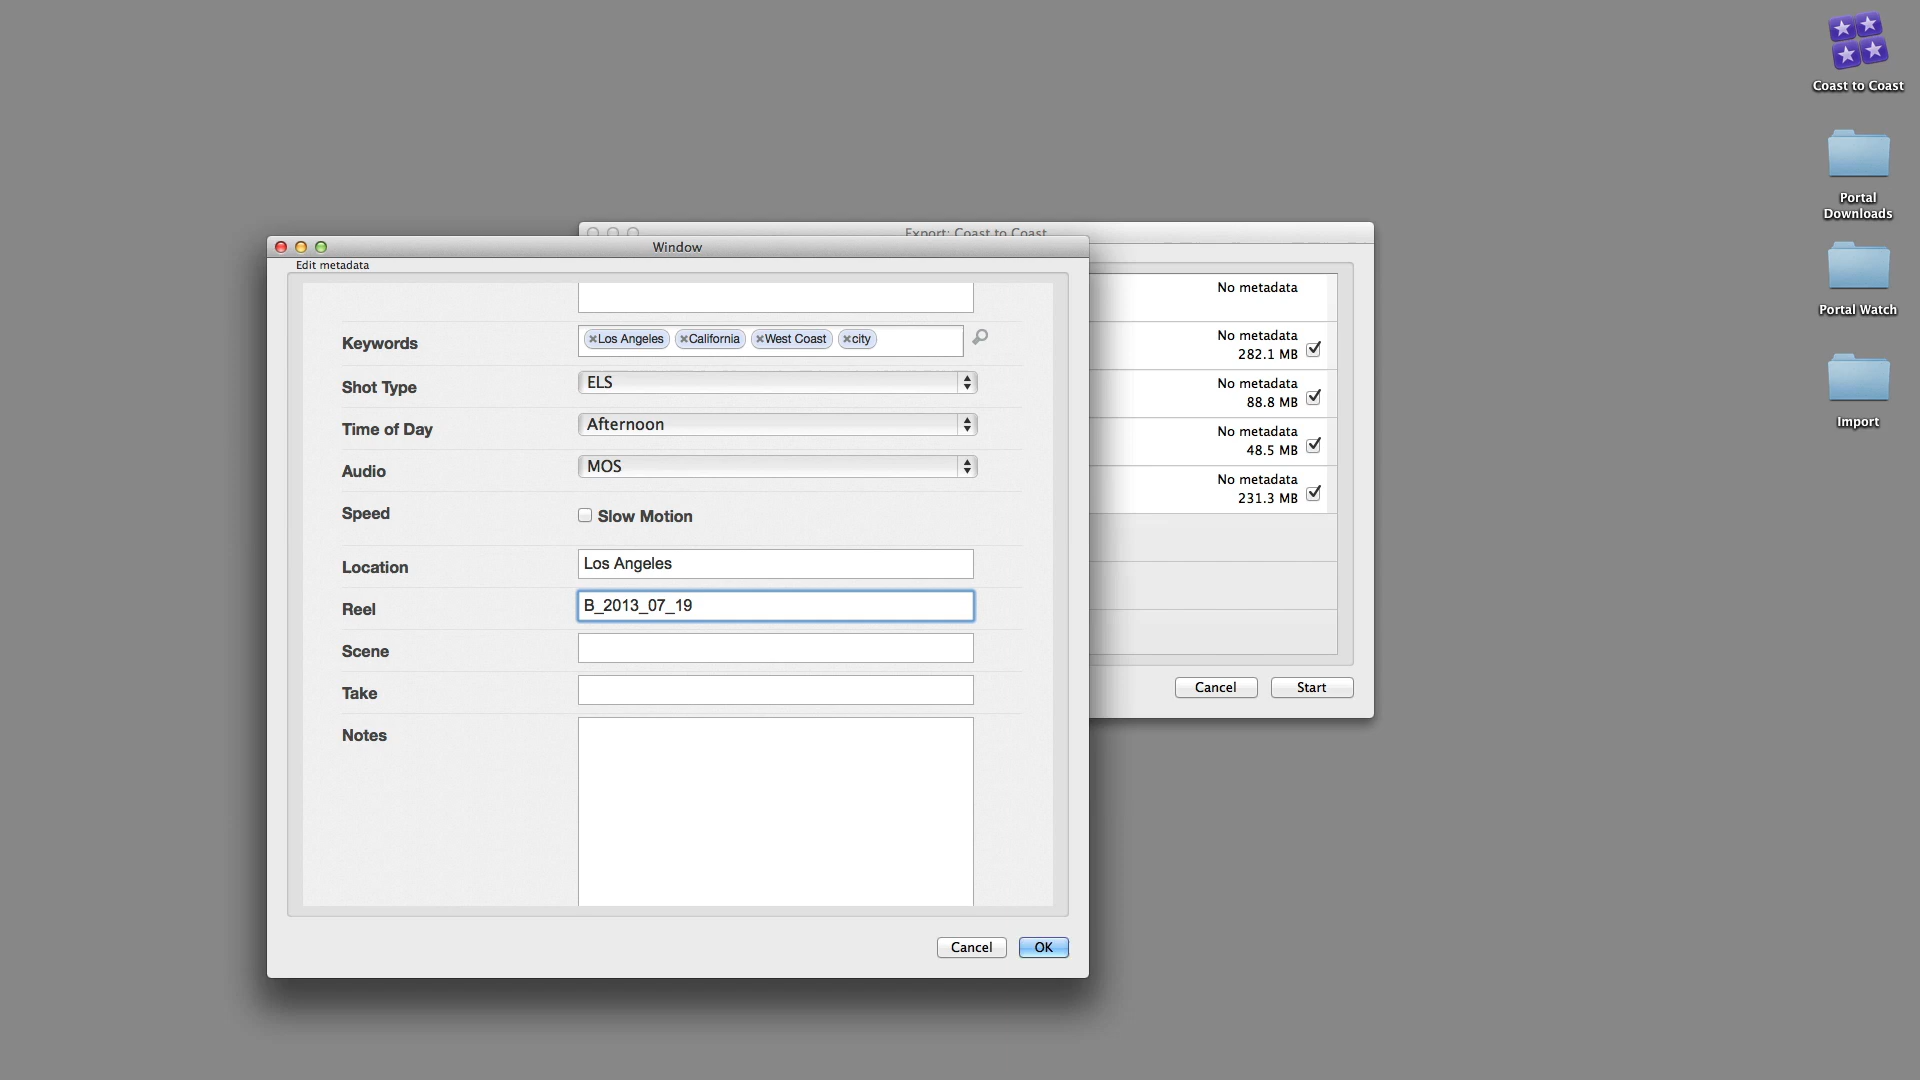 Coast to Coast
Portal
Downloads
Portal Watch
Import
Export: Coast to Coast
No metadata
No metadata
282.1 MB
No metadata
88.8 MB
No metadata
48.5 MB
No metadata
231.3 MB
Cancel
Start
Window
Edit metadata
Keywords
×Los Angeles ×California ×West Coast ×city
Shot Type
ELS
Time of Day
Afternoon
Audio
MOS
Speed
Slow Motion
Location
Los Angeles
Reel
B_2013_07_19
Scene
Take
Notes
Cancel
OK